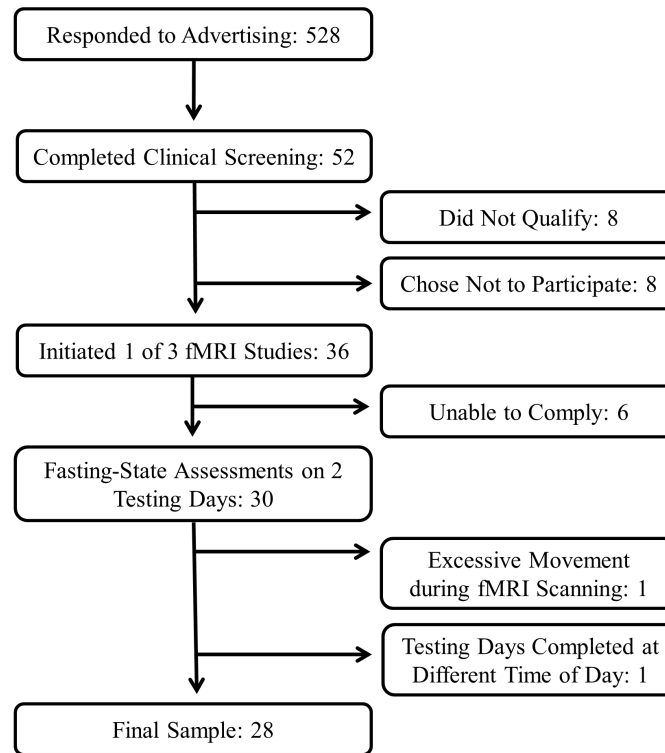 Responded to Advertising: 528
Completed Clinical Screening: 52
Did Not Qualify: 8
Chose Not to Participate: 8
Initiated 1 of 3 fMRI Studies: 36
Unable to Comply: 6
Fasting-State Assessments on 2
Testing Days: 30
Excessive Movement
during fMRI Scanning: 1
Testing Days Completed at
Different Time of Day: 1
Final Sample: 28